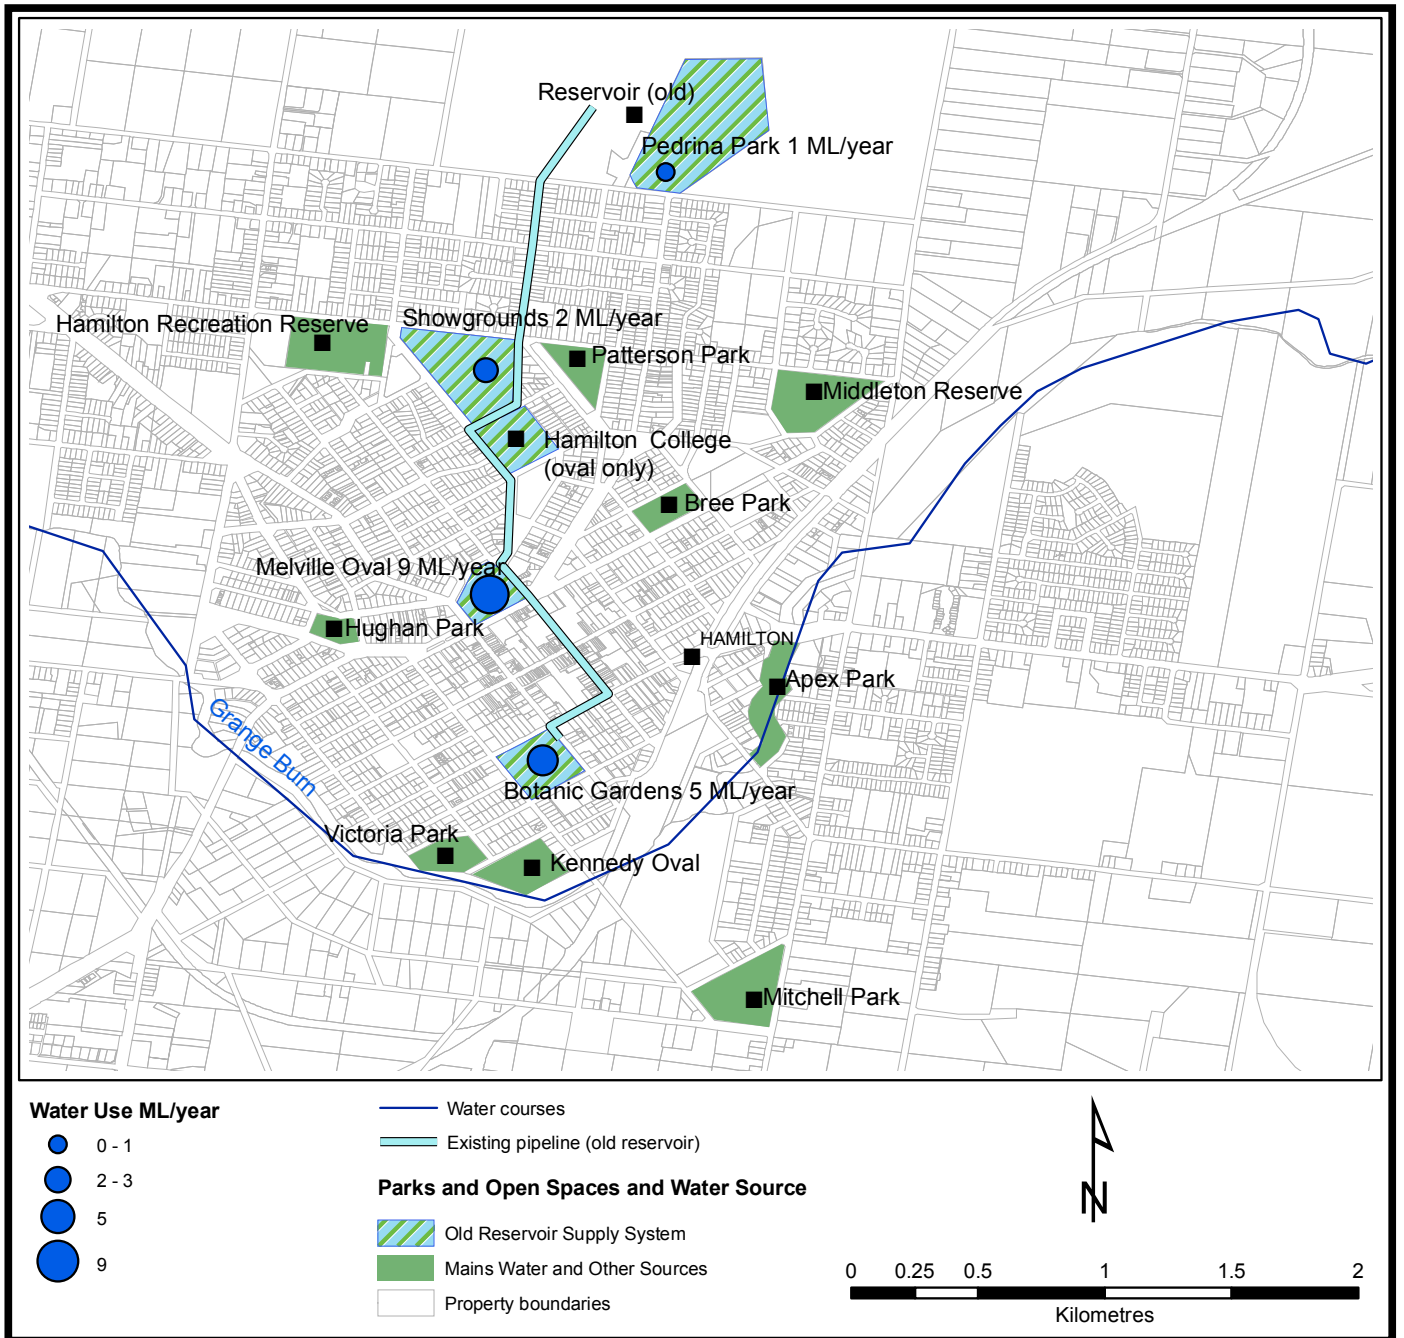 Reservoir (old)
Pedrina Park 1 ML/year
Showgrounds 2 ML/year
Hamilton Recreation Reserve
Patterson Park
Middleton Reserve
Hamilton College
(oval only)
Bree Park
Melville Oval 9 ML/year
Hughan Park
HAMILTON
Apex Park
Grange Burn
Botanic Gardens 5 ML/year
Victoria Park
Kennedy Oval
Mitchell Park
Water Use ML/year
0 - 1
2 - 3
5
9
Water courses
Existing pipeline (old reservoir)
Parks and Open Spaces and Water Source
Old Reservoir Supply System
Mains Water and Other Sources
Property boundaries
N
0 0.25 0.5 1 1.5 2
Kilometres